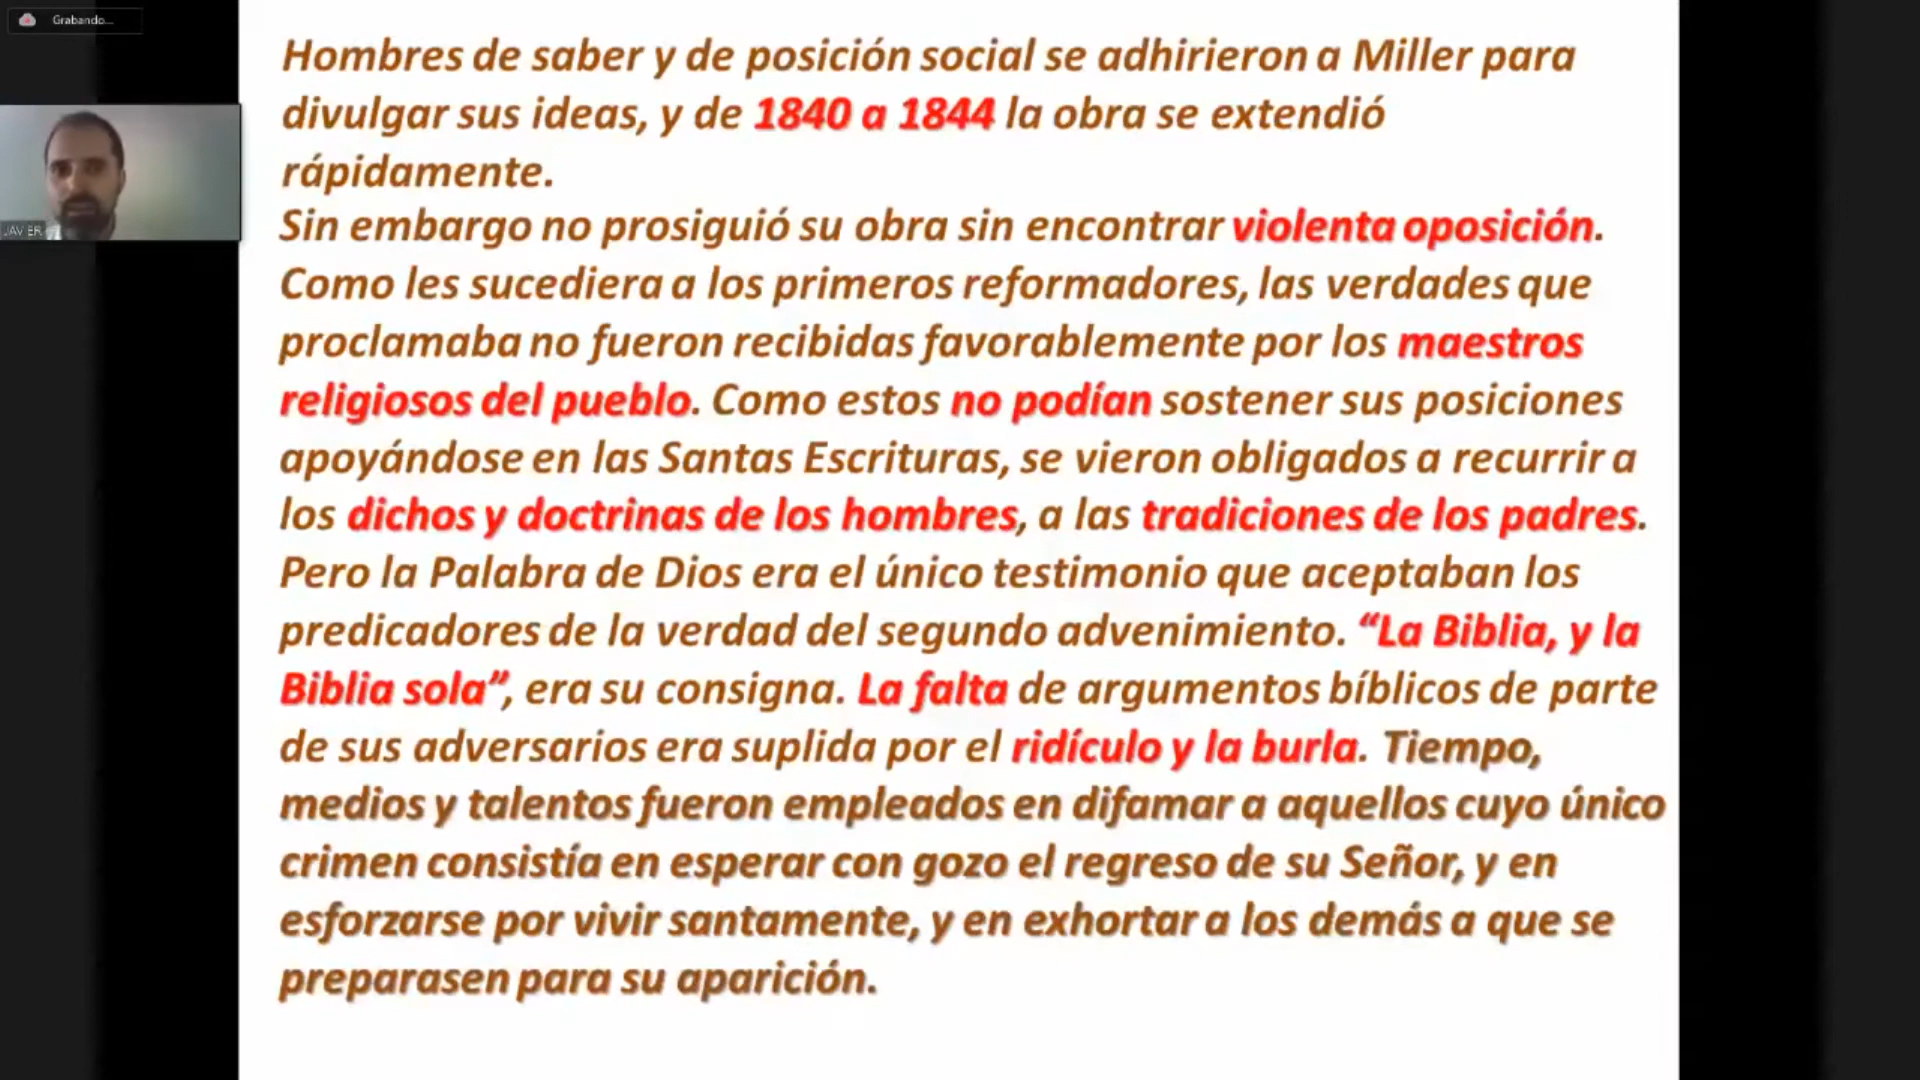 Grabando...
Hombres de saber y de posición social se adhirieron a Miller para
divulgar sus ideas, y de 1840 a 1844 la obra se extendió
rápidamente.
JAVIER
Sin embargo no prosiguió su obra sin encontrar violenta oposición.
Como les sucediera a los primeros reformadores, las verdades que
proclamaba no fueron recibidas favorablemente por los maestros
religiosos del pueblo. Como estos no podían sostener sus posiciones
apoyándose en las Santas Escrituras, se vieron obligados a recurrir a
los dichos y doctrinas de los hombres, a las tradiciones de los padres.
Pero la Palabra de Dios era el único testimonio que aceptaban los
predicadores de la verdad del segundo advenimiento. “La Biblia, y la
Biblia sola”, era su consigna. La falta de argumentos bíblicos de parte
de sus adversarios era suplida por el ridículo y la burla. Tiempo,
medios y talentos fueron empleados en difamar a aquellos cuyo único
crimen consistía en esperar con gozo el regreso de su Señor, y en
esforzarse por vivir santamente, y en exhortar a los demás a que se
preparasen para su aparición.